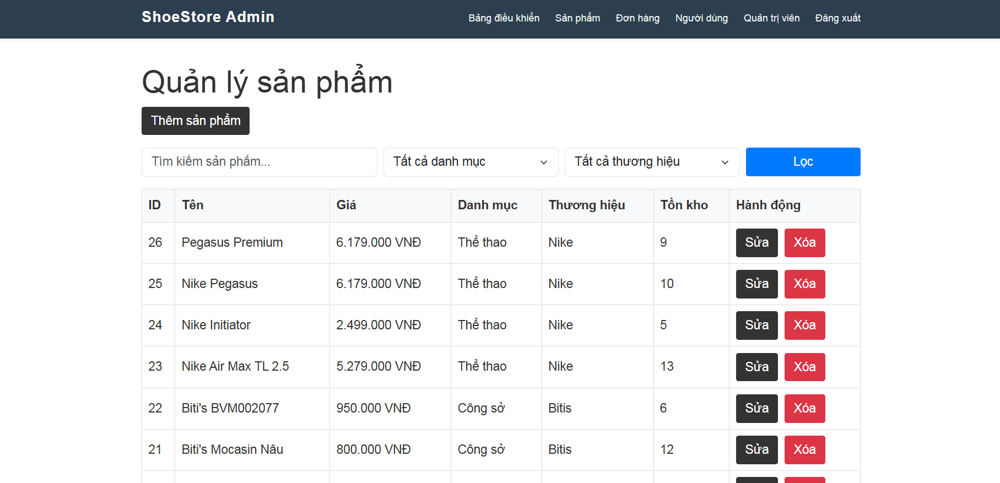 ShoeStore Admin Bảng điều khiển Sản phẩm Đơn hàng Người dùng Quản trị viên Đăng xuất
Quản lý sản phẩm
Thêm sản phẩm
Tìm kiếm sản phẩm... Tất cả danh mục Tất cả thương hiệu Lọc
ID Tên Giá Danh mục Thương hiệu Tồn kho Hành động
26 Pegasus Premium 6.179.000 VNĐ Thể thao Nike 9 Sửa Xóa
25 Nike Pegasus 6.179.000 VNĐ Thể thao Nike 10 Sửa Xóa
24 Nike Initiator 2.499.000 VNĐ Thể thao Nike 5 Sửa Xóa
23 Nike Air Max TL 2.5 5.279.000 VNĐ Thể thao Nike 13 Sửa Xóa
22 Biti's BVM002077 950.000 VNĐ Công sở Bitis 6 Sửa Xóa
21 Biti's Mocasin Nâu 800.000 VNĐ Công sở Bitis 12 Sửa Xóa